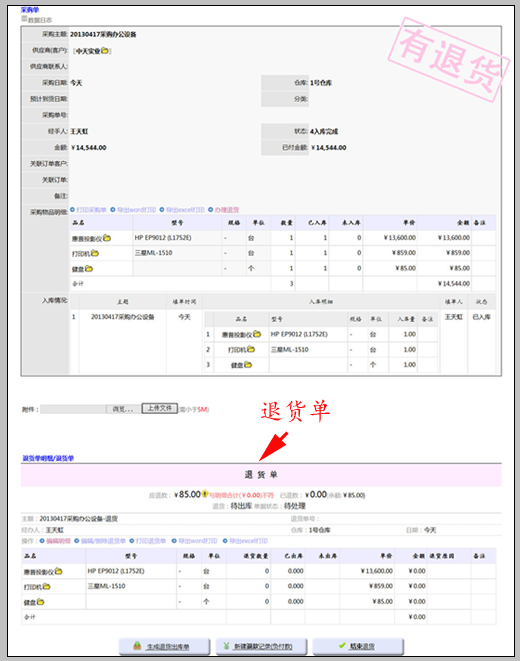 采购单
数据日志
采购主题: 20130417采购办公设备
供应商(客户): [中天实业]
供应商联系人:
采购日期: 今天 仓库: 1号仓库
预计到货日期: 分类:
采购单号:
经手人: 王天虹 状态: 4入库完成
金额: ¥14,544.00 已付金额: ¥14,544.00
关联订单客户:
关联订单:
备注:
有退货
采购物品明细: 打印采购单 导出word打印 导出excel打印 办理退货
品名 型号 规格 单位 数量 已入库 未入库 单价 金额 备注
惠普投影仪 HP EP9012 (L1752E) - 台 1 1 0 ¥13,600.00 ¥13,600.00
打印机 三星ML-1510 - 台 1 1 0 ¥859.00 ¥859.00
键盘 - 个 1 1 0 ¥85.00 ¥85.00
合计 3 ¥14,544.00
入库情况: 主题 填单时间 入库明细 填单人 状态
1 20130417采购办公设备 今天 王天虹 已入库
品名 型号 规格 单位 入库量 备注
1 惠普投影仪 HP EP9012 (L1752E) - 台 1.00
2 打印机 三星ML-1510 - 台 1.00
3 键盘 - 个 1.00
附件: 浏览... 上传文件 (需小于5M)
退货单
退货单明细/退货单
退 货 单
应退款: ¥85.00 与明细合计(¥0.00)不符 已退款: ¥0.00 (余额: ¥85.00)
退货: 待出库 单据状态: 待处理
主题: 20130417采购办公设备-退货 退货单号:
经办人: 王天虹 仓库: 1号仓库 日期: 今天
操作: 编辑明细 编辑/删除退货单 打印退货单 导出word打印 导出excel打印
品名 型号 规格 单位 退货数量 已出库 未出库 单价 金额 退货原因 备注
惠普投影仪 HP EP9012 (L1752E) - 台 0 0.000 ¥13,600.00 ¥0.00
打印机 三星ML-1510 - 台 0 0.000 ¥859.00 ¥0.00
键盘 - 个 0 0.000 ¥85.00 ¥0.00
合计 ¥0.00
生成退货出库单 新建退款记录(负付款) 结束退货